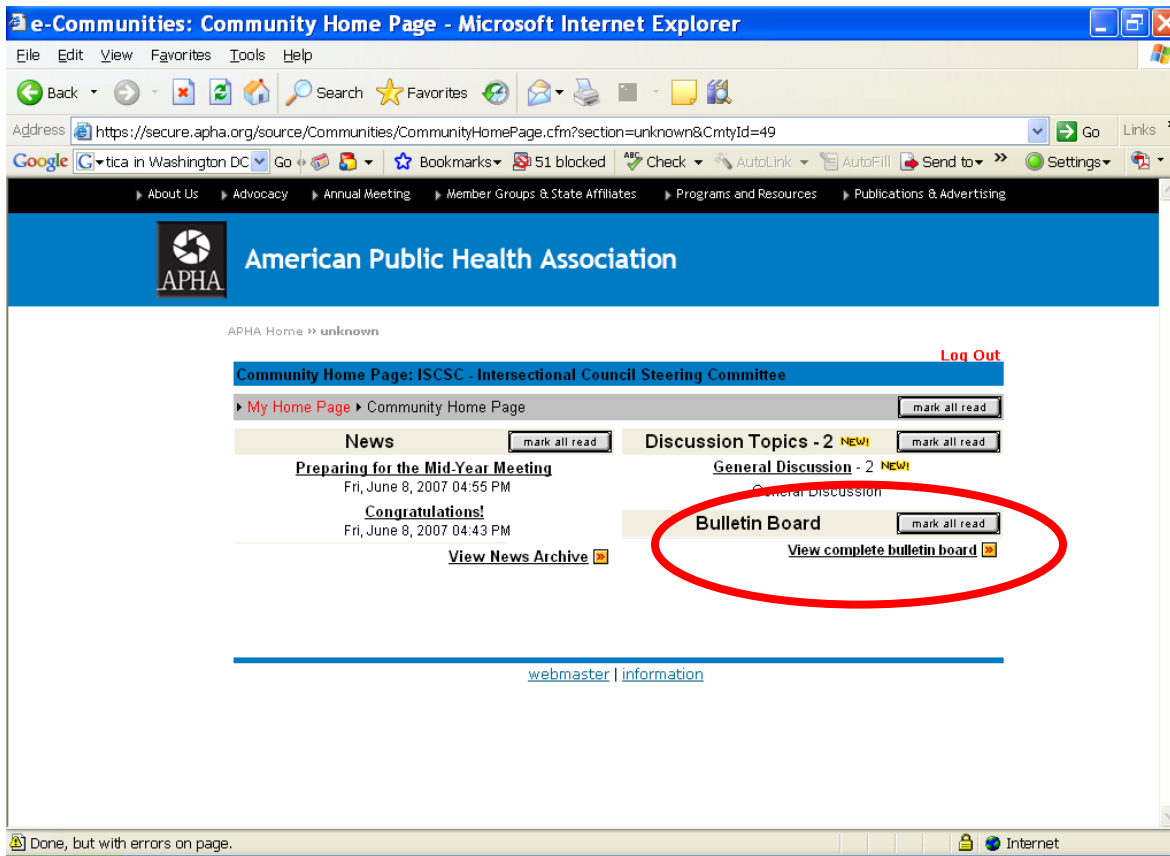 e-Communities: Community Home Page - Microsoft Internet Explorer
File Edit View Favorites Tools Help
Back Search Favorites
Address https://secure.apha.org/source/Communities/CommunityHomePage.cfm?section=unknown&CmtyId=49 Go Links
Google G tica in Washington DC Go Bookmarks 51 blocked ABC Check AutoLink AutoFill Send to » Settings
About Us Advocacy Annual Meeting Member Groups & State Affiliates Programs and Resources Publications & Advertising
APHA American Public Health Association
APHA Home » unknown
Log Out
Community Home Page: ISCSC - Intersectional Council Steering Committee
My Home Page Community Home Page mark all read
News mark all read
Preparing for the Mid-Year Meeting
Fri, June 8, 2007 04:55 PM
Congratulations!
Fri, June 8, 2007 04:43 PM
View News Archive »
Discussion Topics - 2 NEW! mark all read
General Discussion - 2 NEW!
General Discussion
Bulletin Board mark all read
View complete bulletin board »
webmaster | information
Done, but with errors on page. Internet